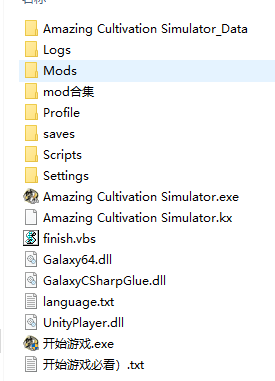 Amazing Cultivation Simulator_Data
Logs
Mods
mod合集
Profile
saves
Scripts
Settings
Amazing Cultivation Simulator.exe
Amazing Cultivation Simulator.kx
finish.vbs
Galaxy64.dll
GalaxyCSharpGlue.dll
language.txt
UnityPlayer.dll
开始游戏.exe
开始游戏必看）.txt